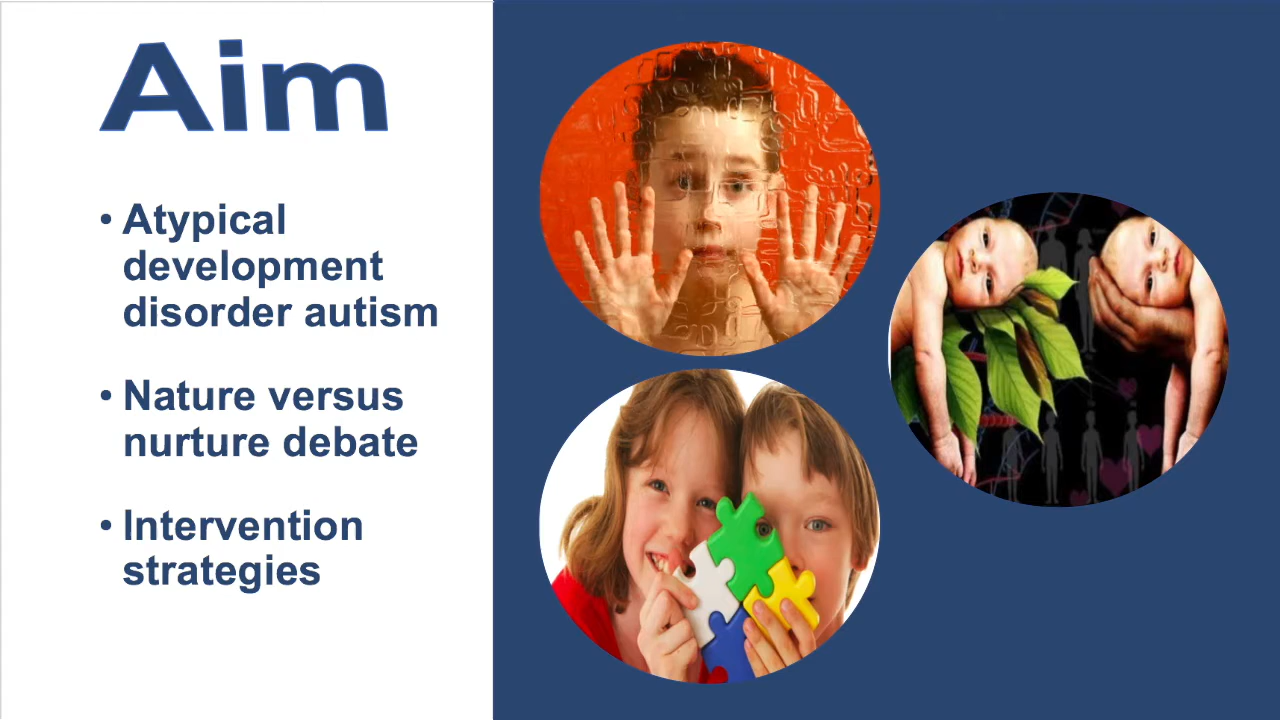 Aim
• Atypical
development
disorder autism
• Nature versus
nurture debate
• Intervention
strategies